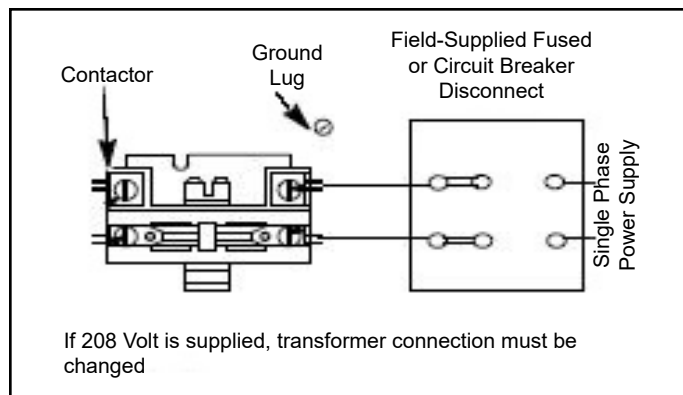 Contactor
Ground
Lug
Field-Supplied Fused
or Circuit Breaker
Disconnect
Single Phase
Power Supply
If 208 Volt is supplied, transformer connection must be
changed